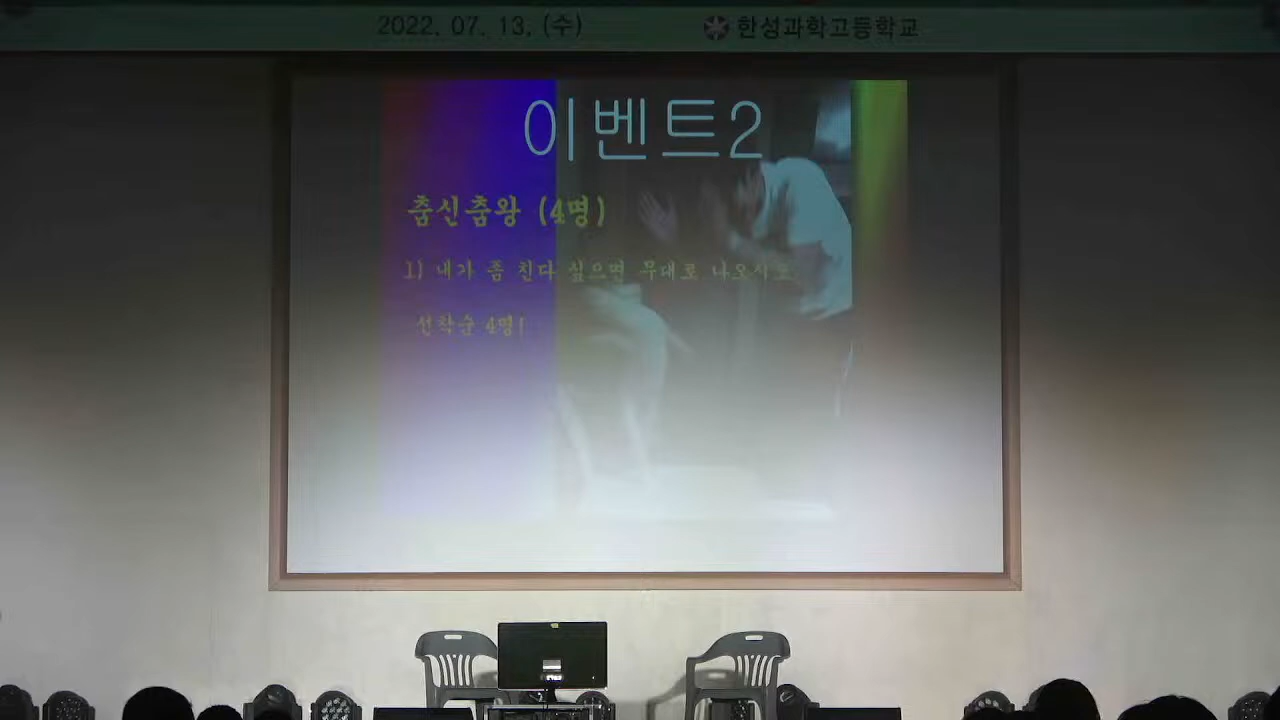 2022. 07. 13. (수) 한성과학고등학교
이벤트2
춤신춤왕 (4명)
1) 내가 좀 친다 싶으면 무대로 나오시오.
선착순 4명!